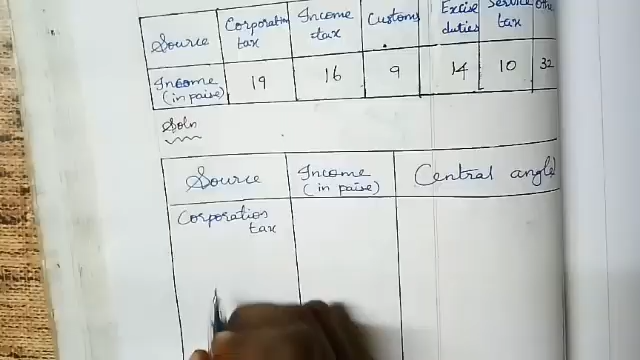 Source Corporation tax Income tax Customs Excise duties Service tax
Income (in paise) 19 16 9 14 10 32
Soln
Source Income (in paise) Central angle
Corporation tax